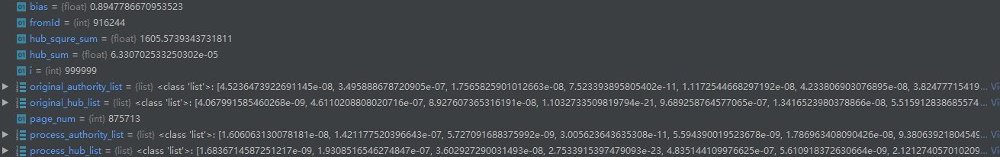 bias = {float} 0.8947786670953523
fromId = {int} 916244
hub_squre_sum = {float} 1605.5739343731811
hub_sum = {float} 6.330702533250302e-05
i = {int} 999999
original_authority_list = {list} <class 'list'>: [4.5236473922691145e-08, 3.495888678720905e-07, 1.7565825901012663e-08, 7.523393895805402e-11, 1.1172544668297192e-08, 4.233806903076895e-08, 3.82477715419... Vi
original_hub_list = {list} <class 'list'>: [4.067991585460268e-09, 4.6110208808020716e-07, 8.927607365316191e-08, 1.1032733509819794e-21, 9.689258764577065e-07, 1.3416523980378866e-08, 5.515912838685574... Vi
page_num = {int} 875713
process_authority_list = {list} <class 'list'>: [1.606063130078181e-08, 1.421177520396643e-07, 5.727091688375992e-09, 3.005623643635308e-11, 5.594390019523678e-09, 1.786963408090426e-08, 9.38063921804549... Vi
process_hub_list = {list} <class 'list'>: [1.6836714587251217e-09, 1.9308516546274847e-07, 3.602927290031493e-08, 2.7533915397479093e-23, 4.835144109976625e-07, 5.610918372630664e-09, 2.121274057010209... Vi